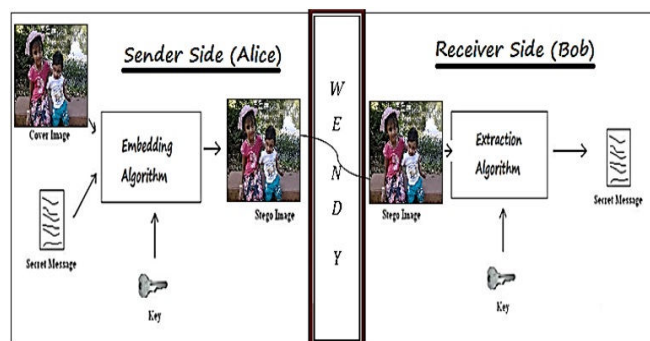 Sender Side (Alice)
Cover Image
Embedding
Algorithm
Secret Message
Key
Stego Image
W
E
N
D
Y
Receiver Side (Bob)
Stego Image
Extraction
Algorithm
Secret
Message
Key